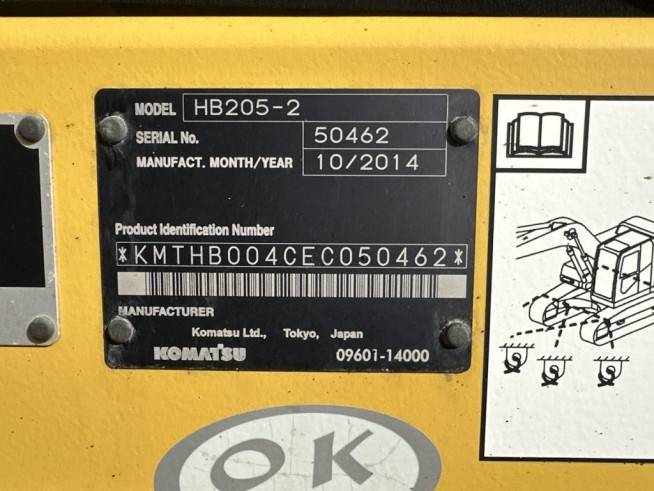 MODEL HB205-2
SERIAL No. 50462
MANUFACT. MONTH/YEAR 10/2014
Product Identification Number
*KMTHB004CEC050462*
MANUFACTURER
Komatsu Ltd., Tokyo, Japan
KOMATSU 09601-14000
OK